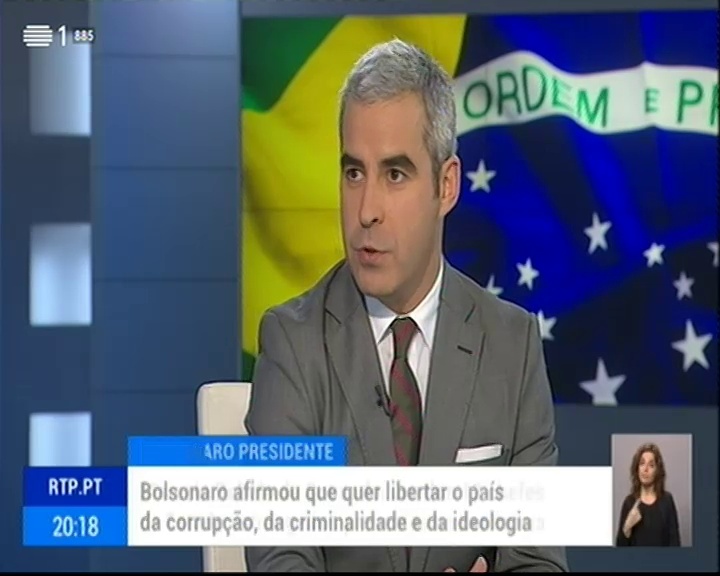 1 885
ORDEM E P
ARO PRESIDENTE
RTP.PT
Bolsonaro afirmou que quer libertar o país
20:18
da corrupção, da criminalidade e da ideologia